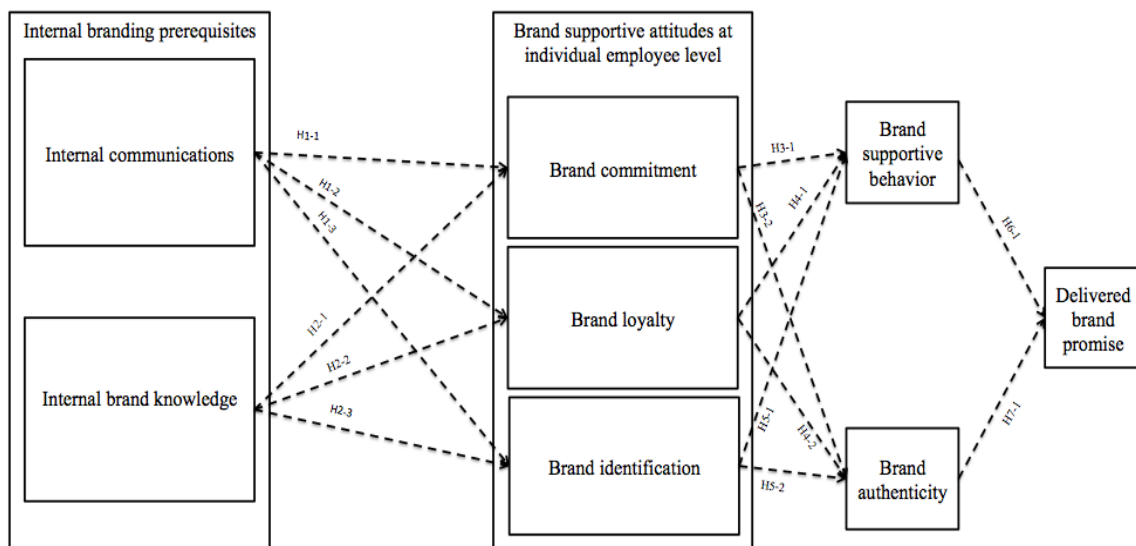 Internal branding prerequisites
Internal communications
Internal brand knowledge
H1-1
H1-2
H1-3
H2-1
H2-2
H2-3
Brand supportive attitudes at
individual employee level
Brand commitment
Brand loyalty
Brand identification
H3-1
H3-2
H4-1
H4-2
H5-1
H5-2
Brand
supportive
behavior
Brand
authenticity
H6-1
H7-1
Delivered
brand
promise